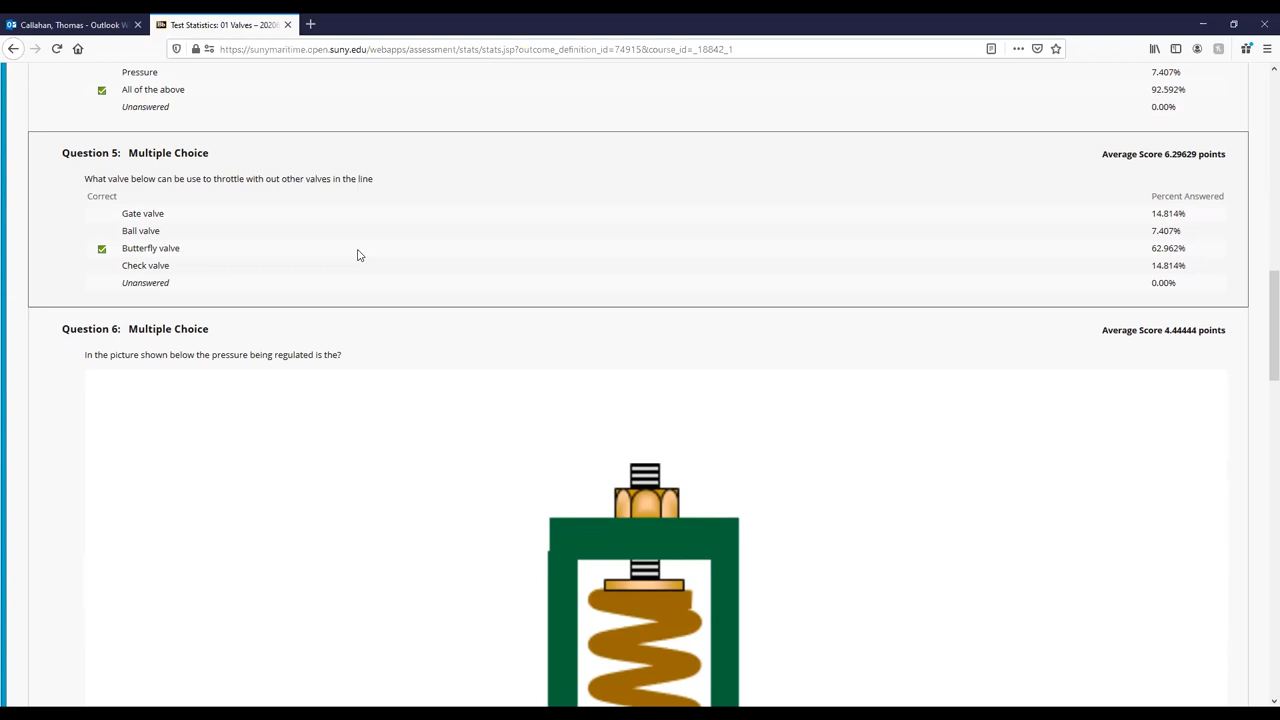 Callahan, Thomas - Outlook W
Test Statistics: 01 Valves – 20206
https://sunymaritime.open.suny.edu/webapps/assessment/stats/stats.jsp?outcome_definition_id=74915&course_id=_18842_1
Pressure 7.407%
All of the above 92.592%
Unanswered 0.00%
Question 5: Multiple Choice Average Score 6.29629 points
What valve below can be use to throttle with out other valves in the line
Correct Percent Answered
Gate valve 14.814%
Ball valve 7.407%
Butterfly valve 62.962%
Check valve 14.814%
Unanswered 0.00%
Question 6: Multiple Choice Average Score 4.44444 points
In the picture shown below the pressure being regulated is the?